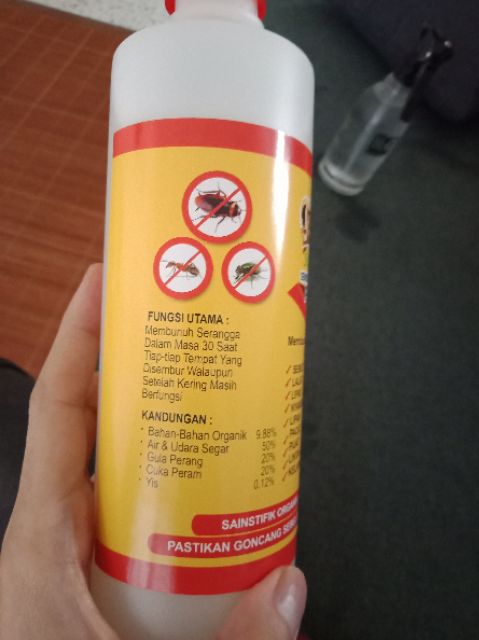 FUNGSI UTAMA :
Membunuh Serangga
Dalam Masa 30 Saat
Tiap-tiap Tempat Yang
Disembur Walaupun
Setelah Kering Masih
Berfungsi
KANDUNGAN :
· Bahan-Bahan Organik 9.88%
· Air & Udara Segar 50%
· Gula Perang 20%
· Cuka Peram 20%
· Yis 0.12%
SAINSTIFIK
PASTIKAN GONCANG